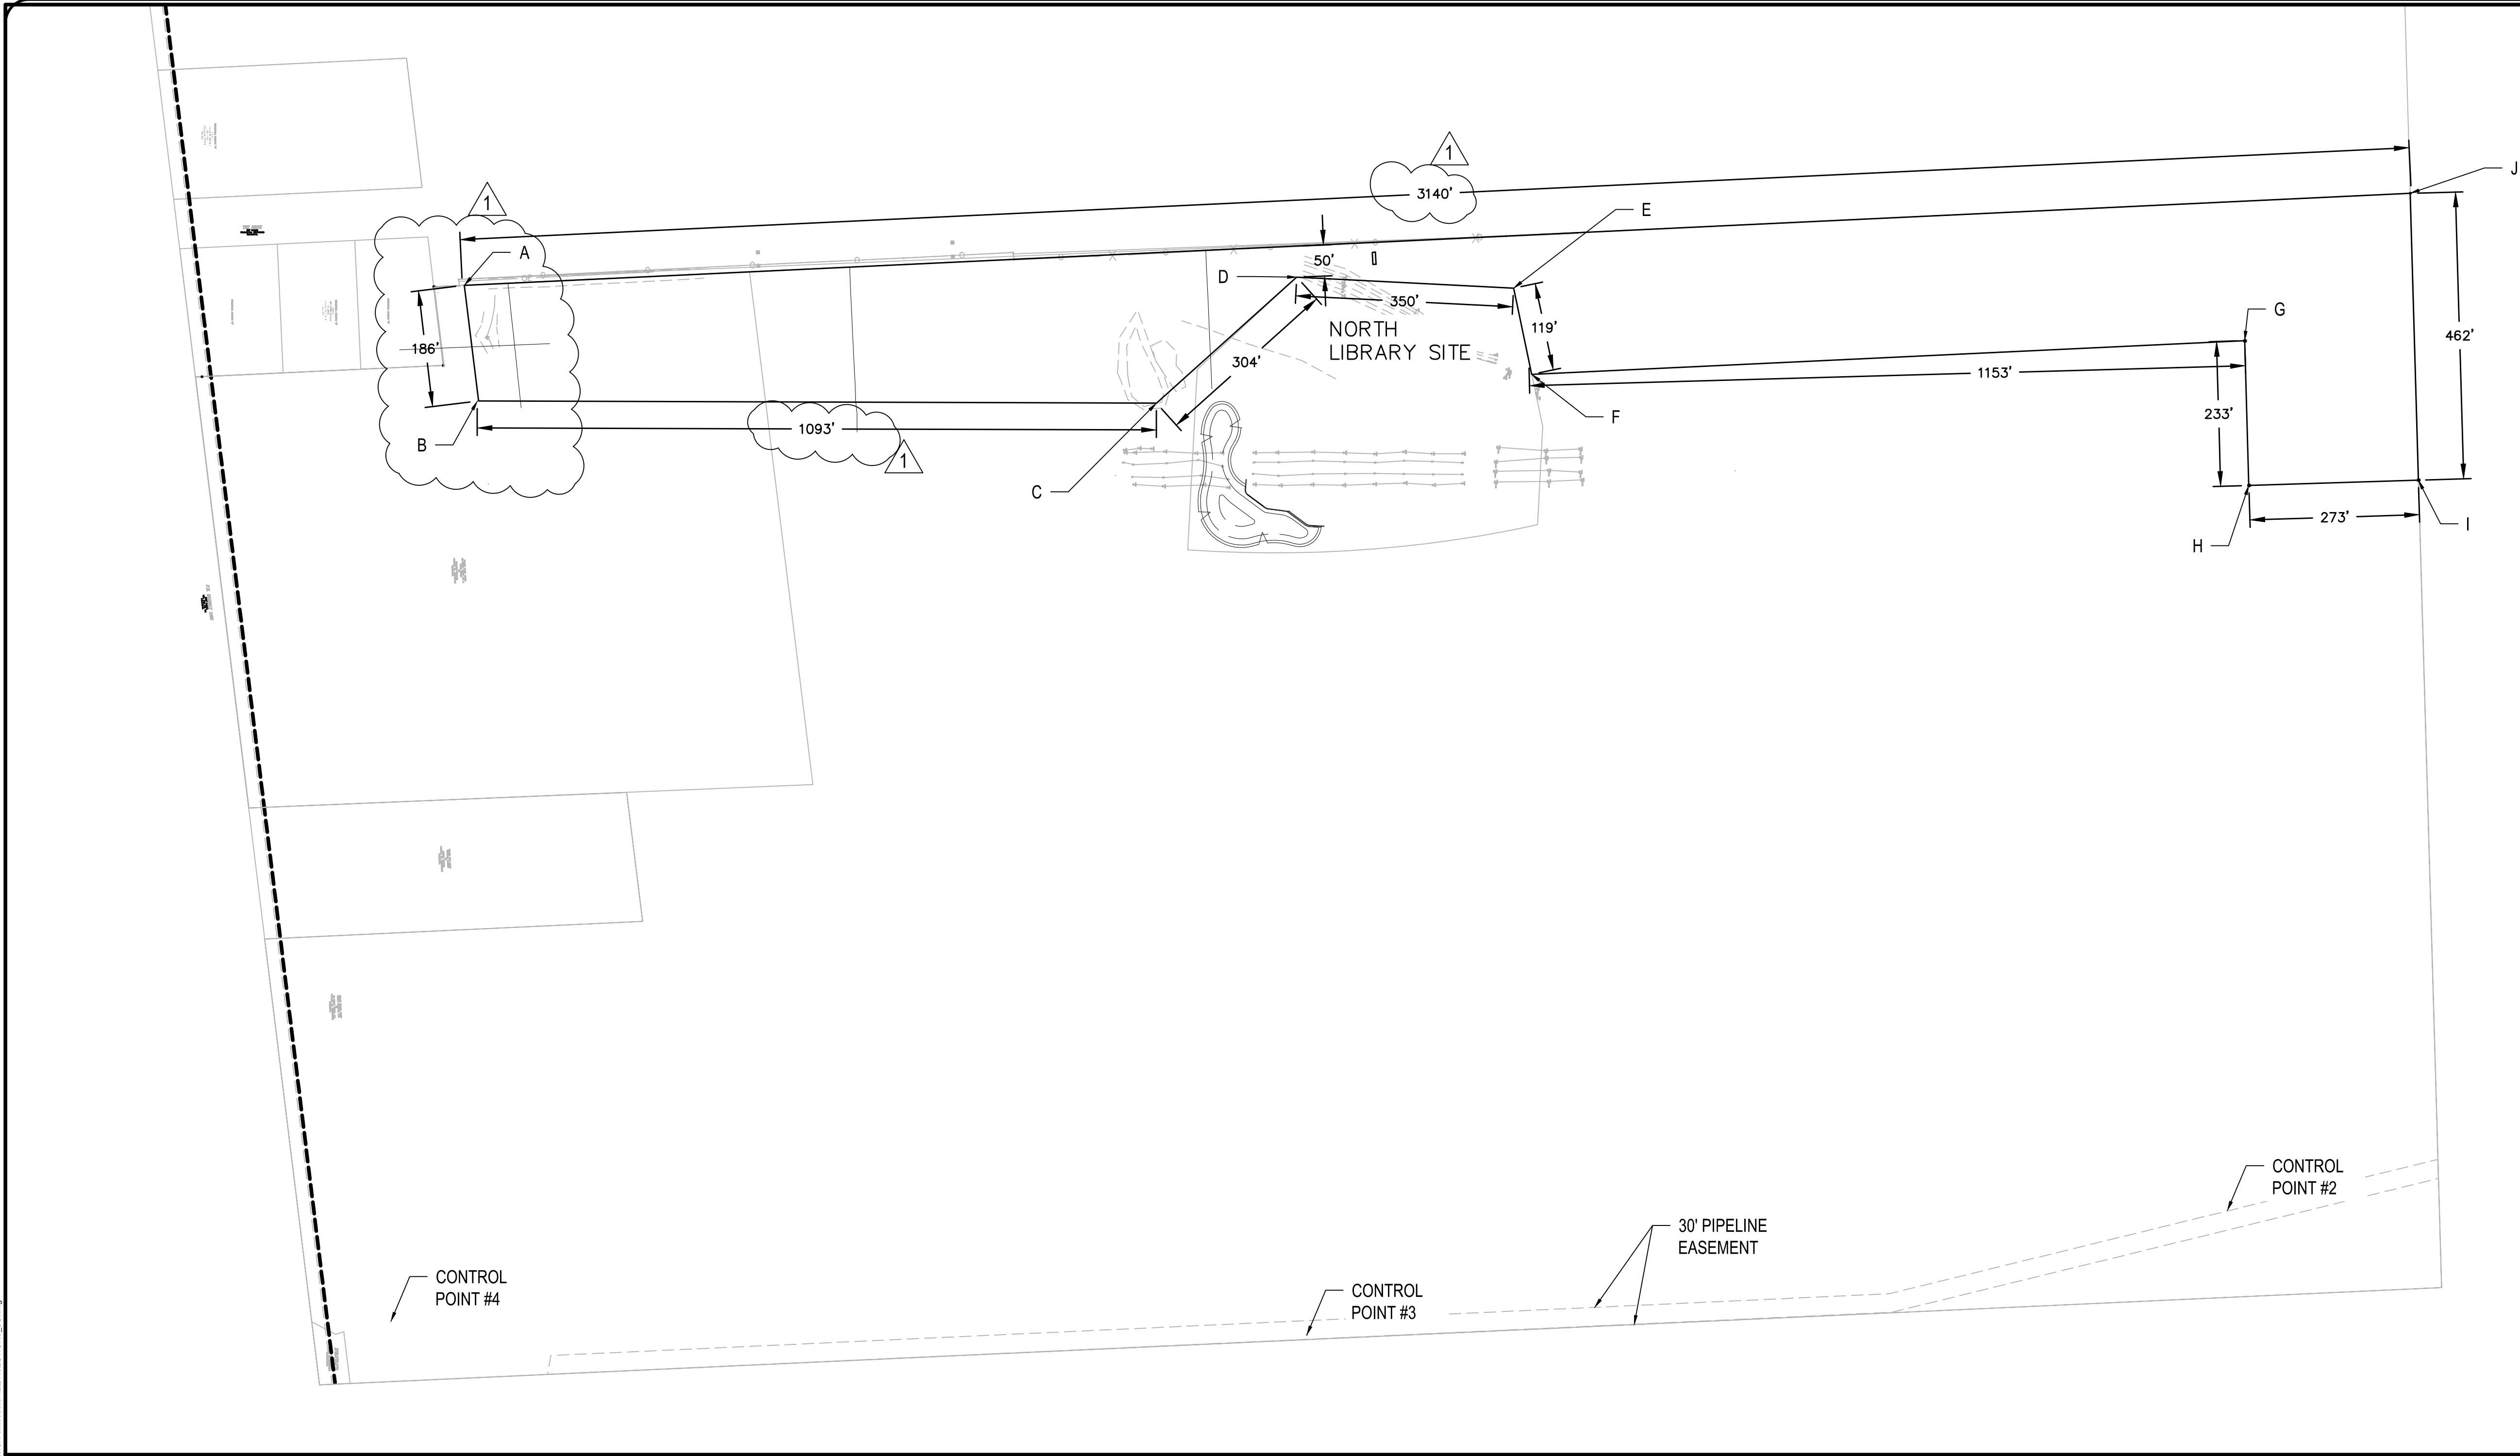 1
3140'
J
E
1
A
50'
D
350'
NORTH
LIBRARY SITE
119'
G
462'
186'
304'
1153'
F
233'
B
1093'
1
C
273'
I
H
CONTROL
POINT #2
30' PIPELINE
EASEMENT
CONTROL
POINT #4
CONTROL
POINT #3